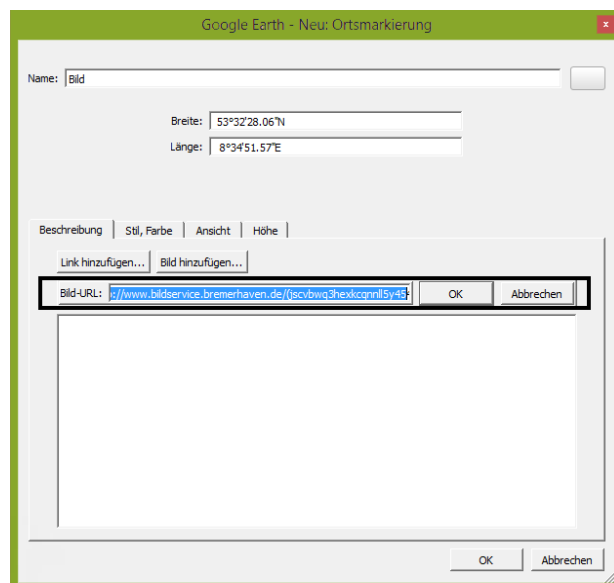 Google Earth - Neu: Ortsmarkierung
x
Name: Bild
Breite: 53°32'28.06"N
Länge: 8°34'51.57"E
Beschreibung Stil, Farbe Ansicht Höhe
Link hinzufügen... Bild hinzufügen...
Bild-URL: ://www.bildservice.bremerhaven.de/(jscvbwq3hexkcqnnll5y45 OK Abbrechen
OK Abbrechen